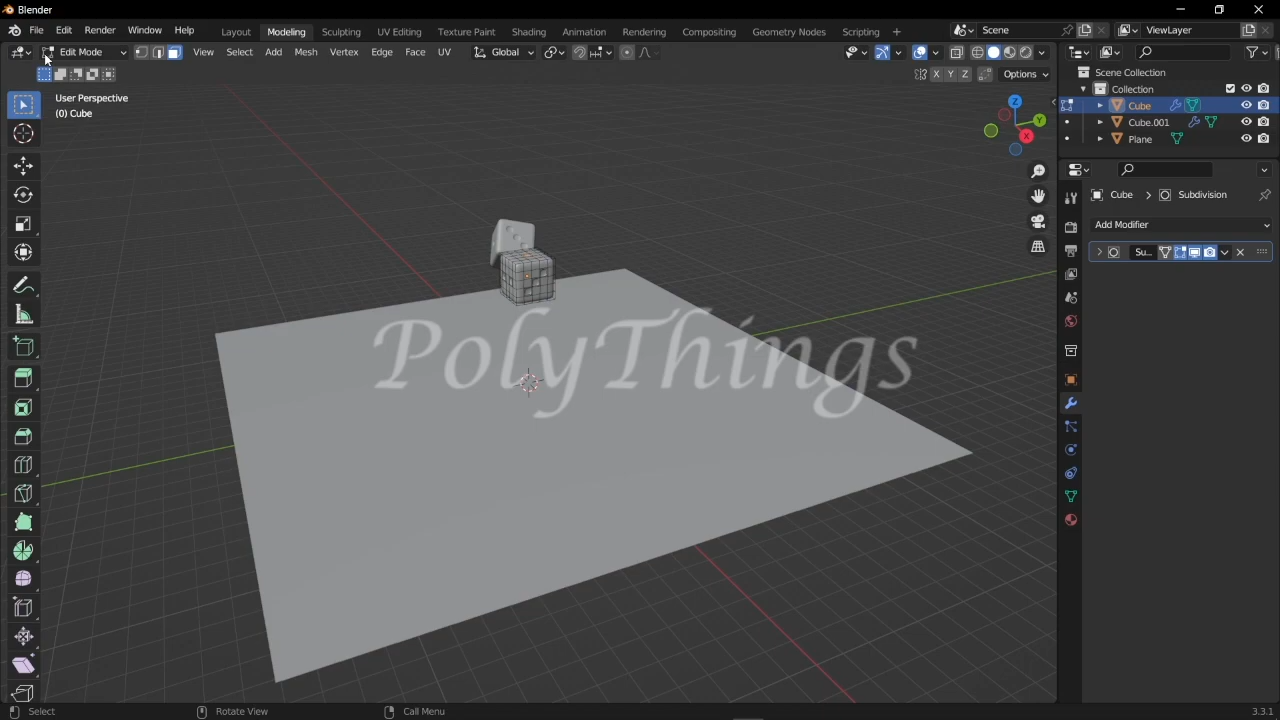 Blender
File Edit Render Window Help Layout Modeling Sculpting UV Editing Texture Paint Shading Animation Rendering Compositing Geometry Nodes Scripting + Scene ViewLayer
Edit Mode View Select Add Mesh Vertex Edge Face UV Global
X Y Z Options
User Perspective
(0) Cube
Z
Y
X
Scene Collection
Collection
Cube
Cube.001
Plane
Cube > Subdivision
Add Modifier
Su...
PolyThings
Select Rotate View Call Menu 3.3.1